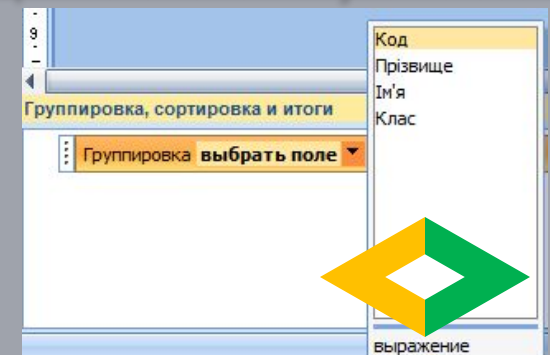 9
Код
Прізвище
Ім'я
Клас
Группировка, сортировка и итоги
Группировка выбрать поле
выражение